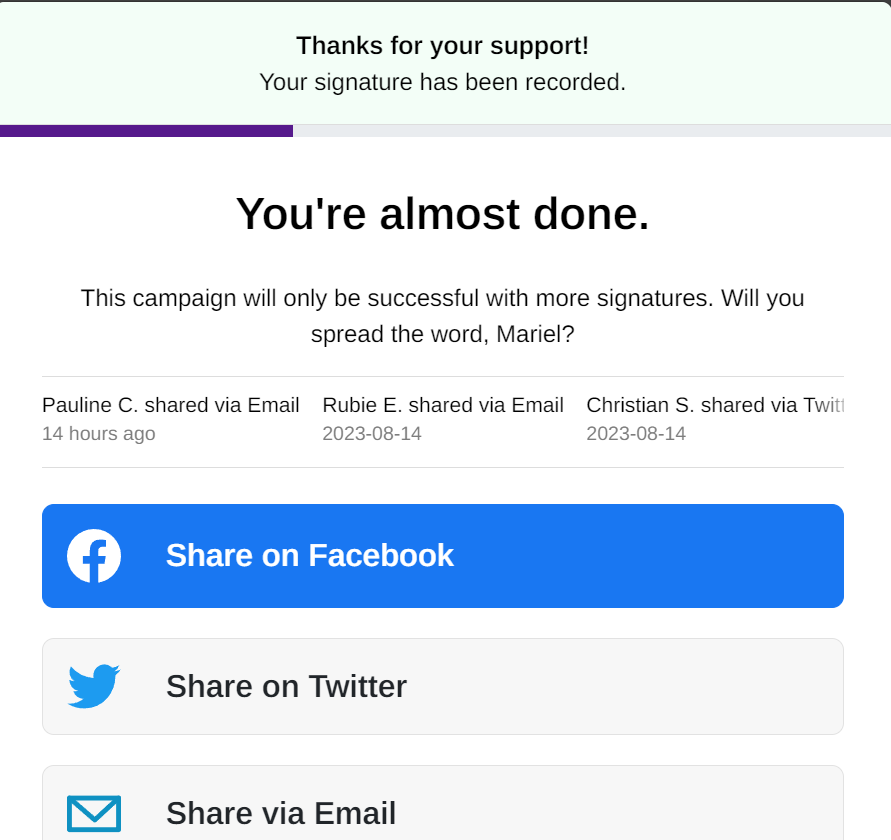 Thanks for your support!
Your signature has been recorded.
You're almost done.
This campaign will only be successful with more signatures. Will you
spread the word, Mariel?
Pauline C. shared via Email
14 hours ago
Rubie E. shared via Email
2023-08-14
Christian S. shared via Twitt
2023-08-14
Share on Facebook
Share on Twitter
Share via Email